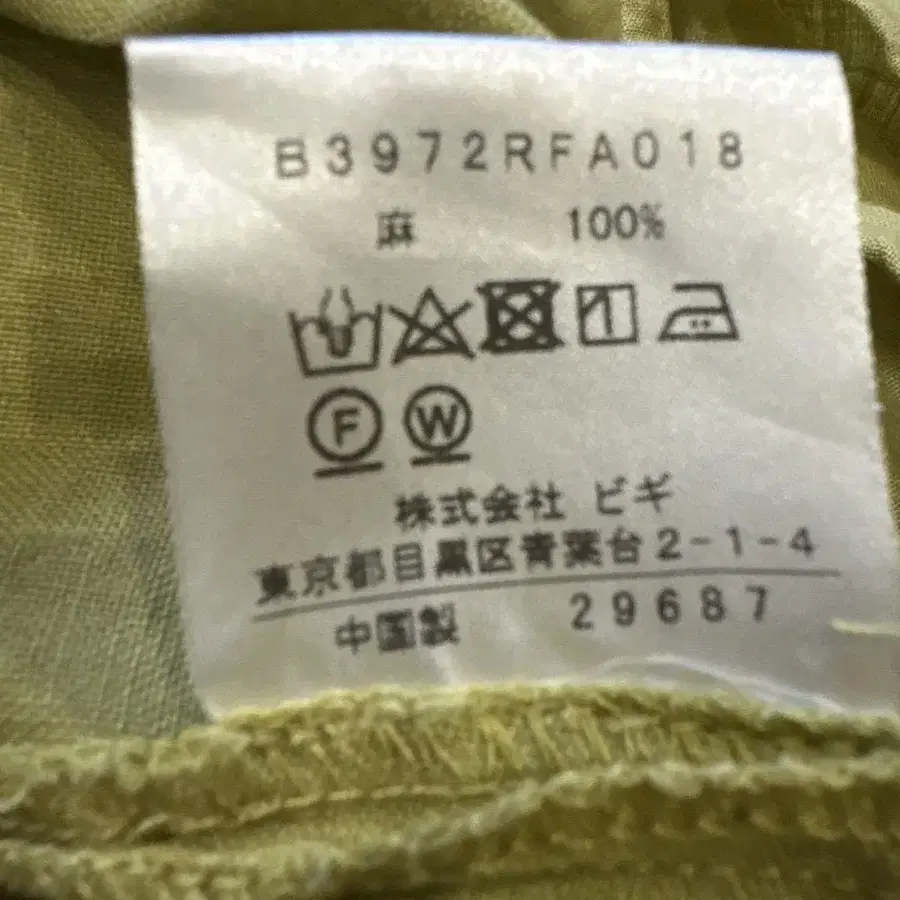 B3972RFA018
麻 100%
F W
株式会社 ビギ
東京都目黒区青葉台2-1-4
中国製 29687